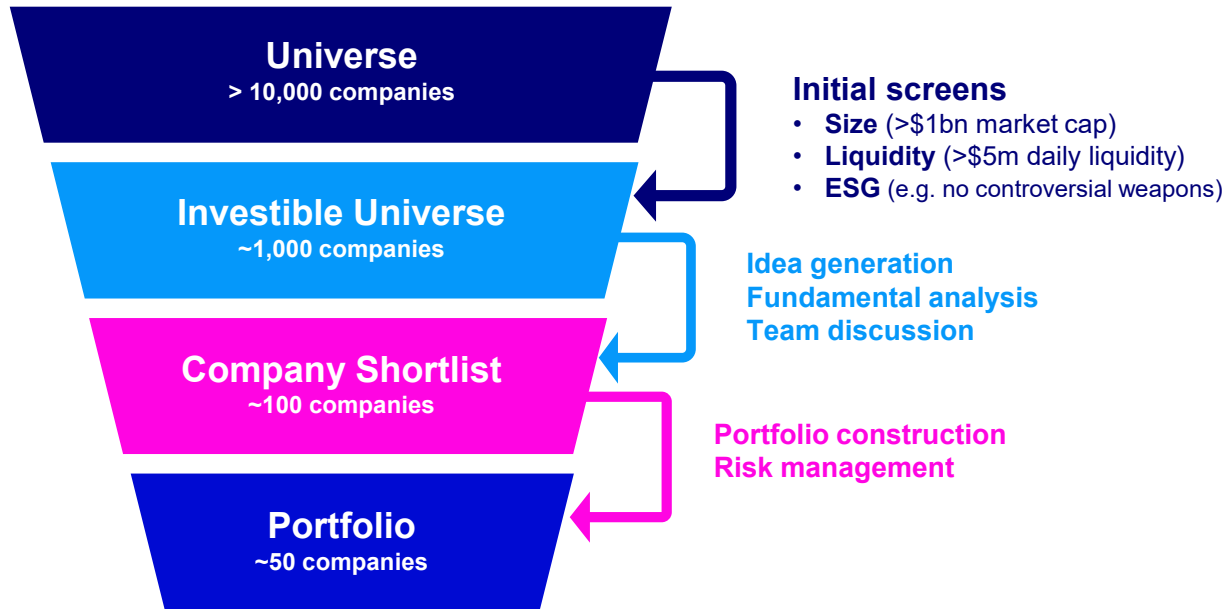 Universe
> 10,000 companies
Initial screens
• Size (>$1bn market cap)
• Liquidity (>$5m daily liquidity)
• ESG (e.g. no controversial weapons)
Investible Universe
~1,000 companies
Idea generation
Fundamental analysis
Team discussion
Company Shortlist
~100 companies
Portfolio construction
Risk management
Portfolio
~50 companies